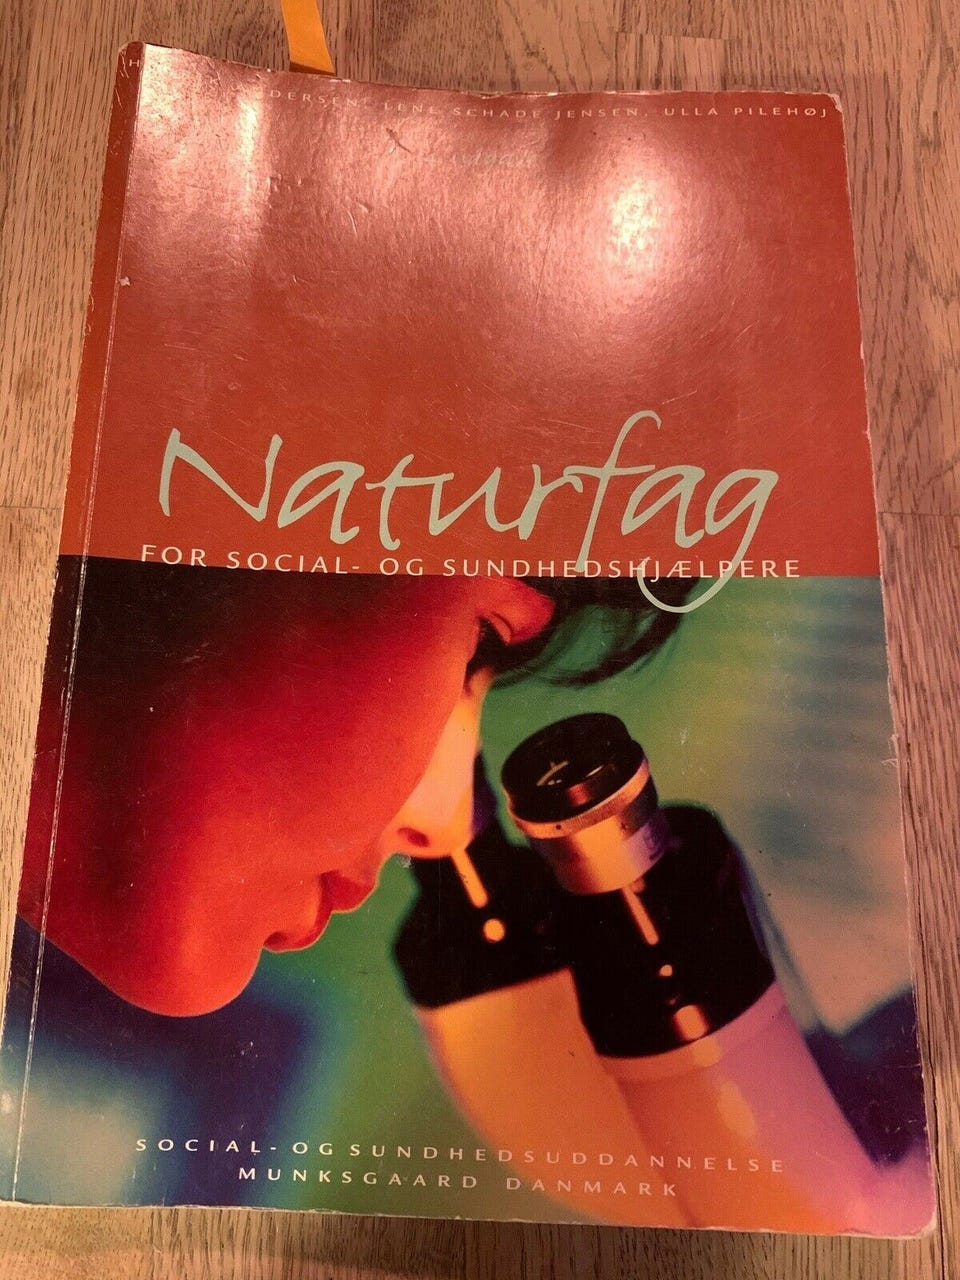 LENE SCHADE JENSEN, ULLA PILEHØJ
Naturfag
FOR SOCIAL- OG SUNDHEDSHJÆLPERE
SOCIAL- OG SUNDHEDSUDDANNELSE
MUNKSGAARD DANMARK